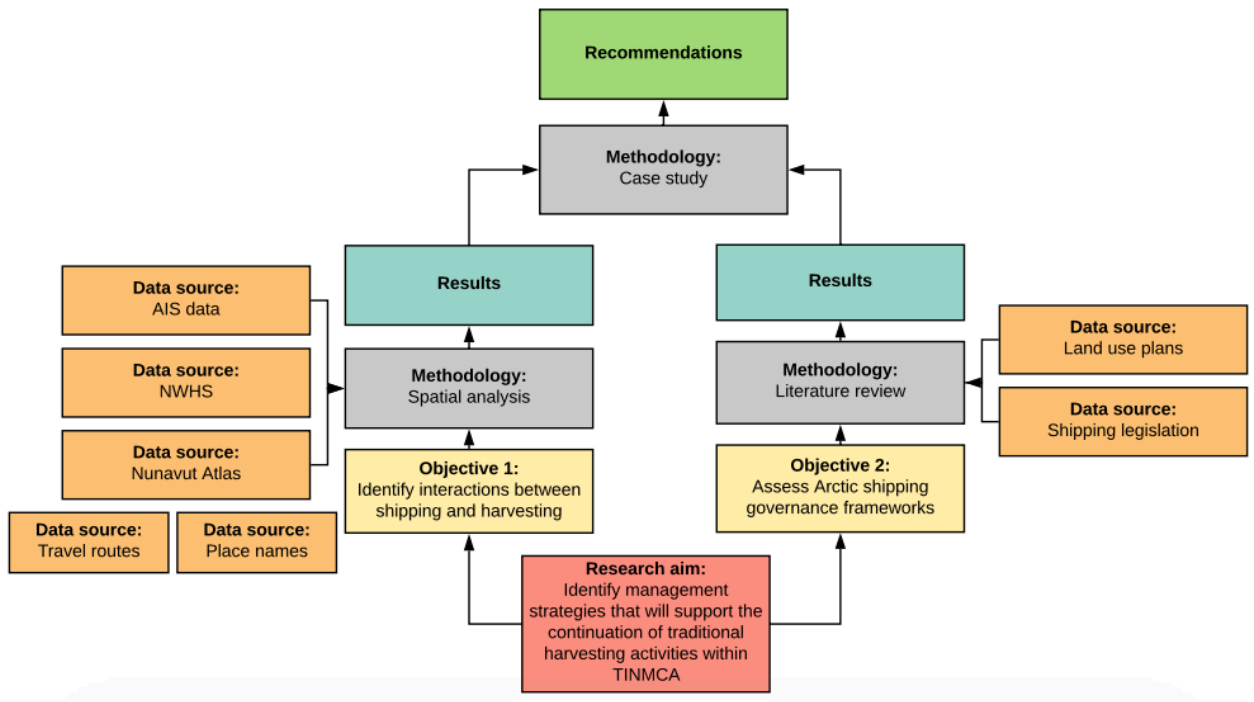 Recommendations
Methodology:
Case study
Results
Results
Data source:
AIS data
Data source:
NWHS
Data source:
Nunavut Atlas
Data source:
Travel routes
Data source:
Place names
Methodology:
Spatial analysis
Methodology:
Literature review
Data source:
Land use plans
Data source:
Shipping legislation
Objective 1:
Identify interactions between
shipping and harvesting
Objective 2:
Assess Arctic shipping
governance frameworks
Research aim:
Identify management
strategies that will support the
continuation of traditional
harvesting activities within
TINMCA